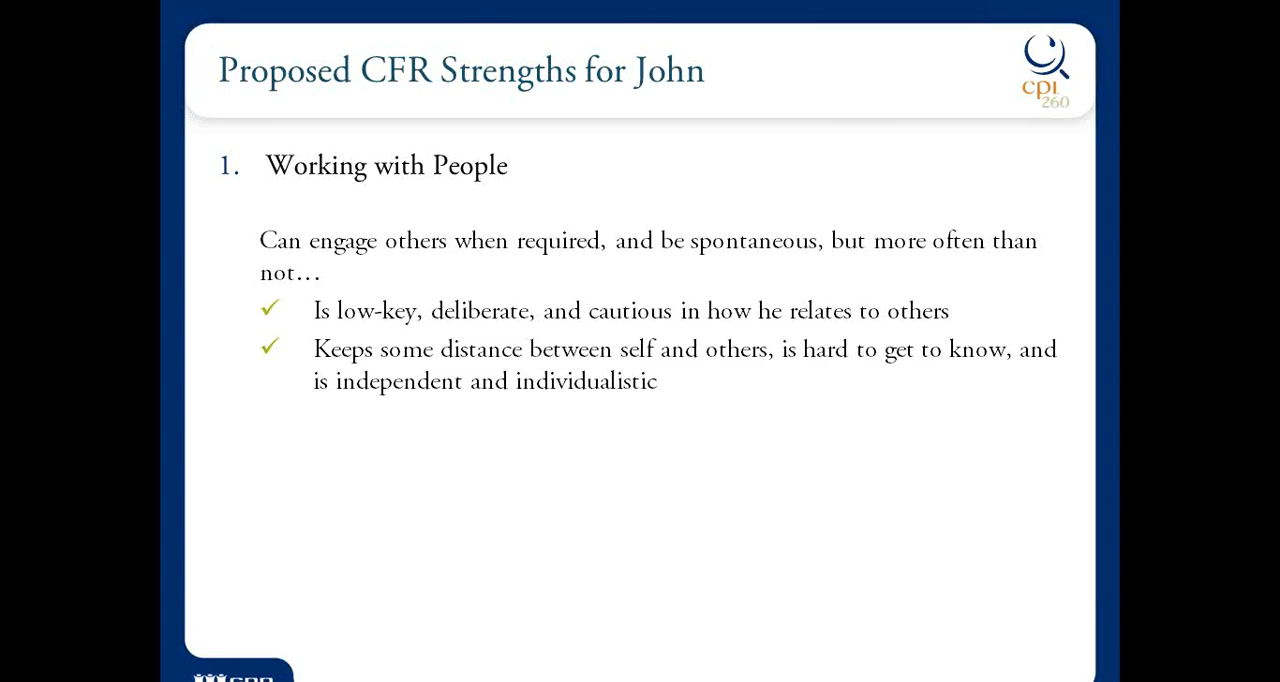 Proposed CFR Strengths for John
cpi
260
1. Working with People
Can engage others when required, and be spontaneous, but more often than
not…
Is low-key, deliberate, and cautious in how he relates to others
Keeps some distance between self and others, is hard to get to know, and
is independent and individualistic